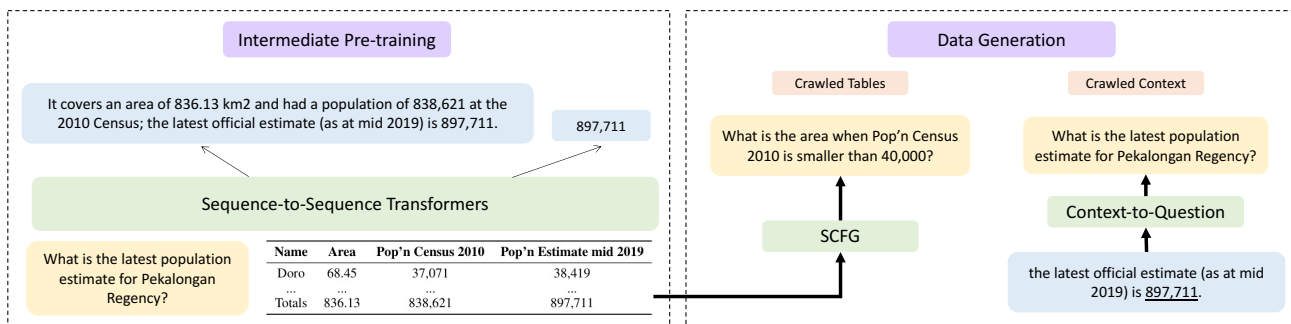 Intermediate Pre-training
It covers an area of 836.13 km2 and had a population of 838,621 at the
2010 Census; the latest official estimate (as at mid 2019) is 897,711.
897,711
Sequence-to-Sequence Transformers
What is the latest population
estimate for Pekalongan
Regency?
Name Area Pop'n Census 2010 Pop'n Estimate mid 2019
Doro 68.45 37,071 38,419
... ... ... ...
Totals 836.13 838,621 897,711
Data Generation
Crawled Tables
What is the area when Pop'n Census
2010 is smaller than 40,000?
SCFG
Crawled Context
What is the latest population
estimate for Pekalongan Regency?
Context-to-Question
the latest official estimate (as at mid
2019) is 897,711.